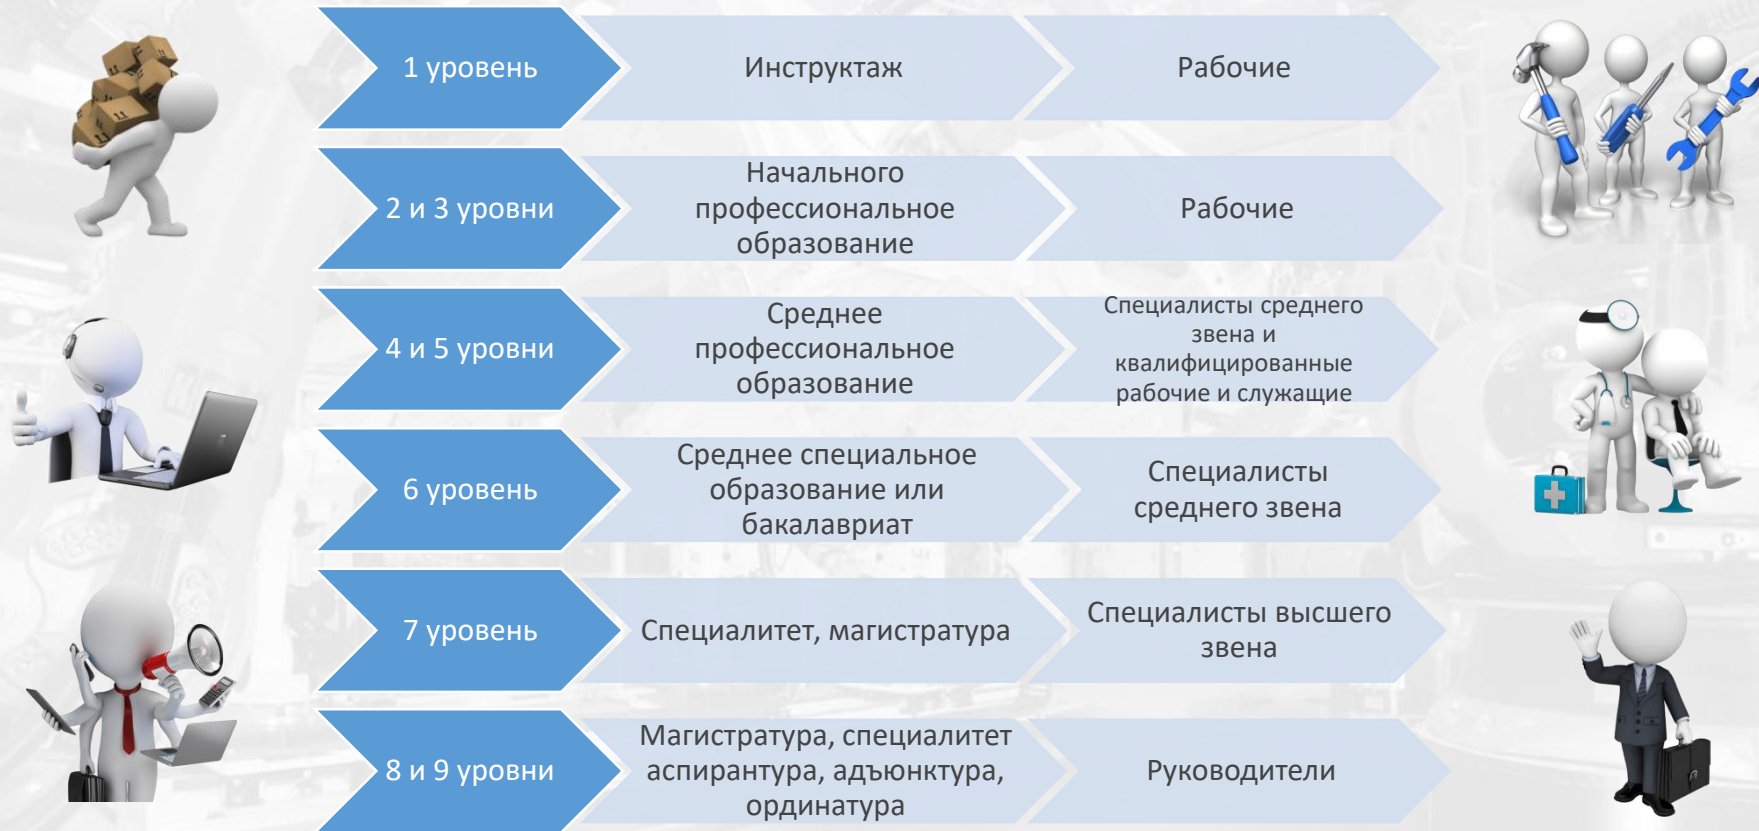 1 уровень
Инструктаж
Рабочие
2 и 3 уровни
Начального
профессиональное
образование
Рабочие
4 и 5 уровни
Среднее
профессиональное
образование
Специалисты среднего
звена и
квалифицированные
рабочие и служащие
6 уровень
Среднее специальное
образование или
бакалавриат
Специалисты
среднего звена
7 уровень
Специалитет, магистратура
Специалисты высшего
звена
8 и 9 уровни
Магистратура, специалитет
аспирантура, адъюнктура,
ординатура
Руководители